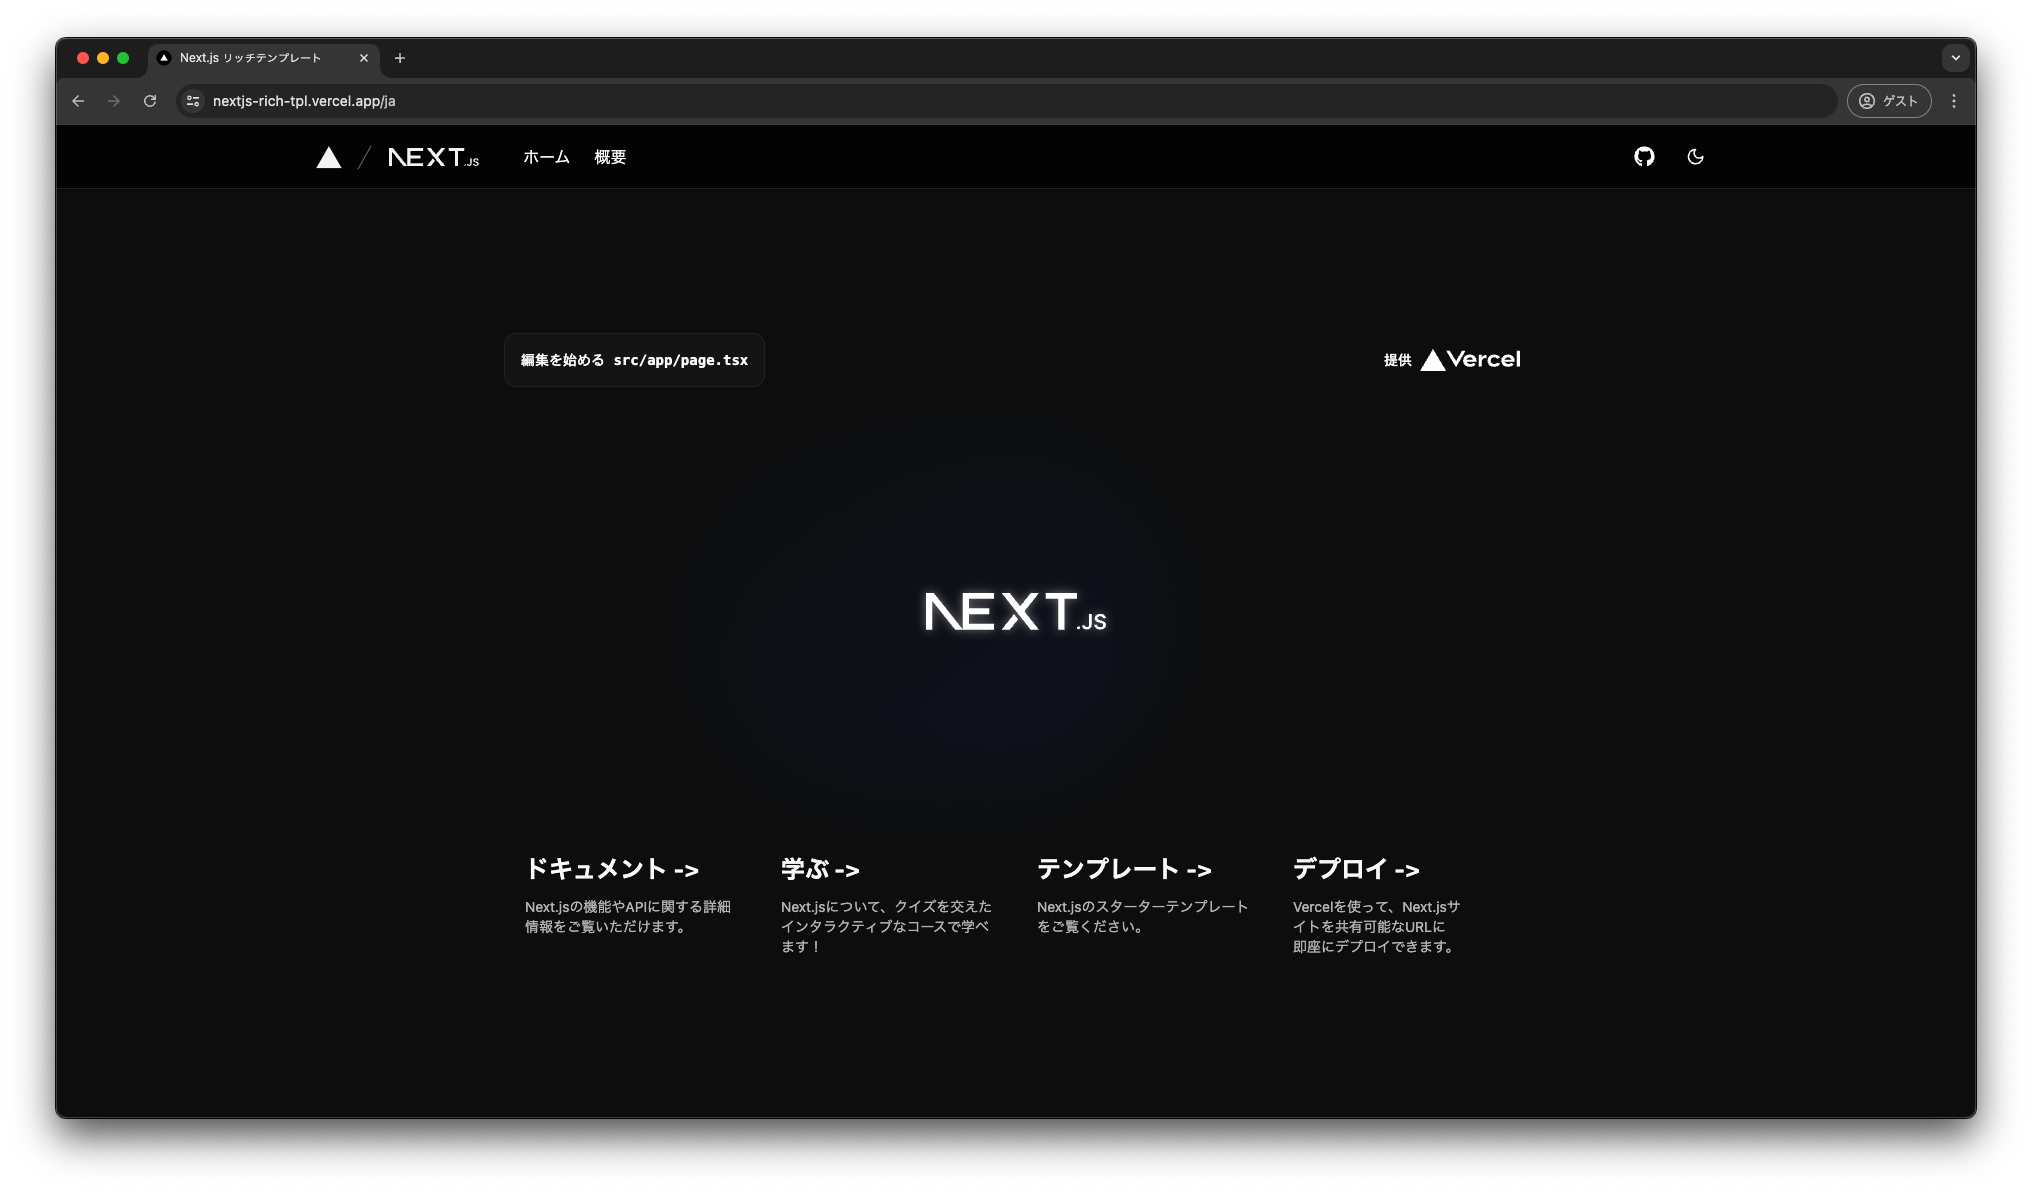 Next.js リッチテンプレート
nextjs-rich-tpl.vercel.app/ja
ゲスト
NEXT.JS
ホーム
概要
編集を始める src/app/page.tsx
提供 Vercel
NEXT.JS
ドキュメント ->
Next.jsの機能やAPIに関する詳細
情報をご覧いただけます。
学ぶ ->
Next.jsについて、クイズを交えた
インタラクティブなコースで学べ
ます！
テンプレート ->
Next.jsのスターターテンプレート
をご覧ください。
デプロイ ->
Vercelを使って、Next.jsサ
イトを共有可能なURLに
即座にデプロイできます。